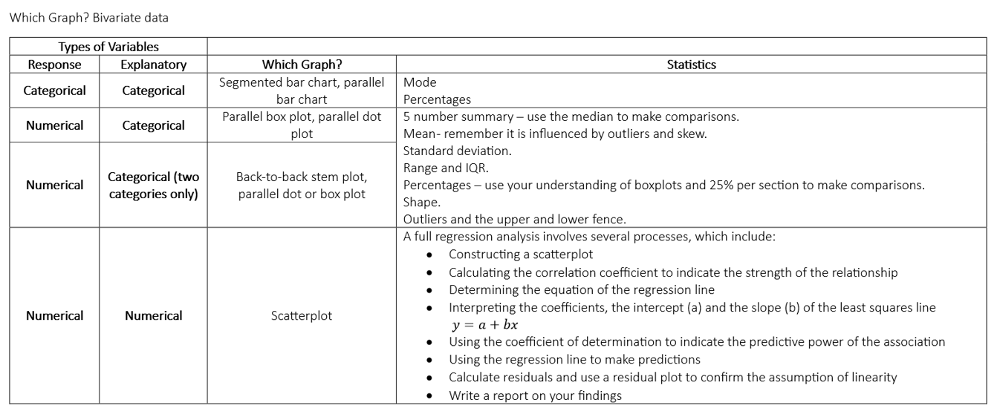 Which Graph? Bivariate data
Types of Variables
Response Explanatory Which Graph? Statistics
Categorical Categorical
Segmented bar chart, parallel
bar chart
Mode
Percentages
Numerical Categorical
Parallel box plot, parallel dot
plot
5 number summary – use the median to make comparisons.
Mean- remember it is influenced by outliers and skew.
Standard deviation.
Range and IQR.
Percentages – use your understanding of boxplots and 25% per section to make comparisons.
Shape.
Outliers and the upper and lower fence.
Numerical
Categorical (two
categories only)
Back-to-back stem plot,
parallel dot or box plot
Numerical Numerical Scatterplot
A full regression analysis involves several processes, which include:
• Constructing a scatterplot
• Calculating the correlation coefficient to indicate the strength of the relationship
• Determining the equation of the regression line
• Interpreting the coefficients, the intercept (a) and the slope (b) of the least squares line
y = a + bx
• Using the coefficient of determination to indicate the predictive power of the association
• Using the regression line to make predictions
• Calculate residuals and use a residual plot to confirm the assumption of linearity
• Write a report on your findings